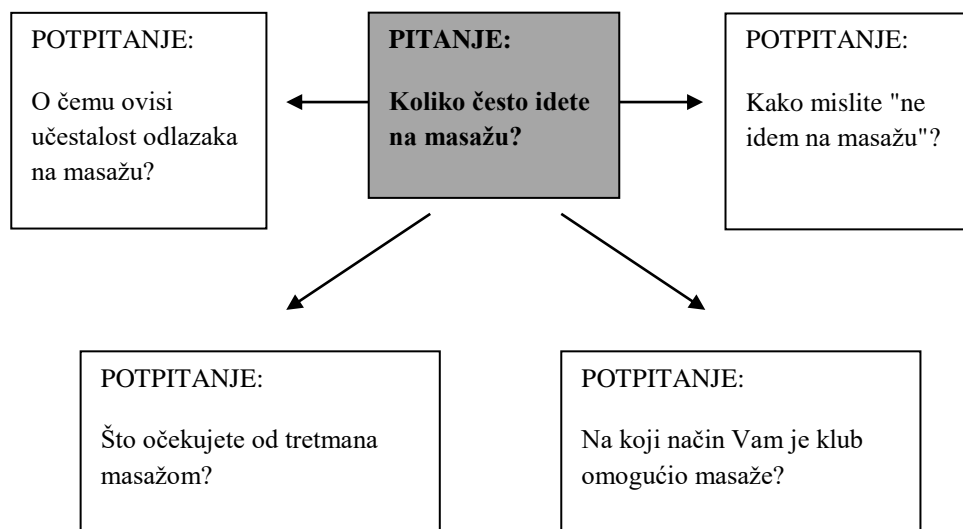 POTPITANJE:
O čemu ovisi
učestalost odlazaka
na masažu?
PITANJE:
Koliko često idete
na masažu?
POTPITANJE:
Kako mislite "ne
idem na masažu"?
POTPITANJE:
Što očekujete od tretmana
masažom?
POTPITANJE:
Na koji način Vam je klub
omogućio masaže?